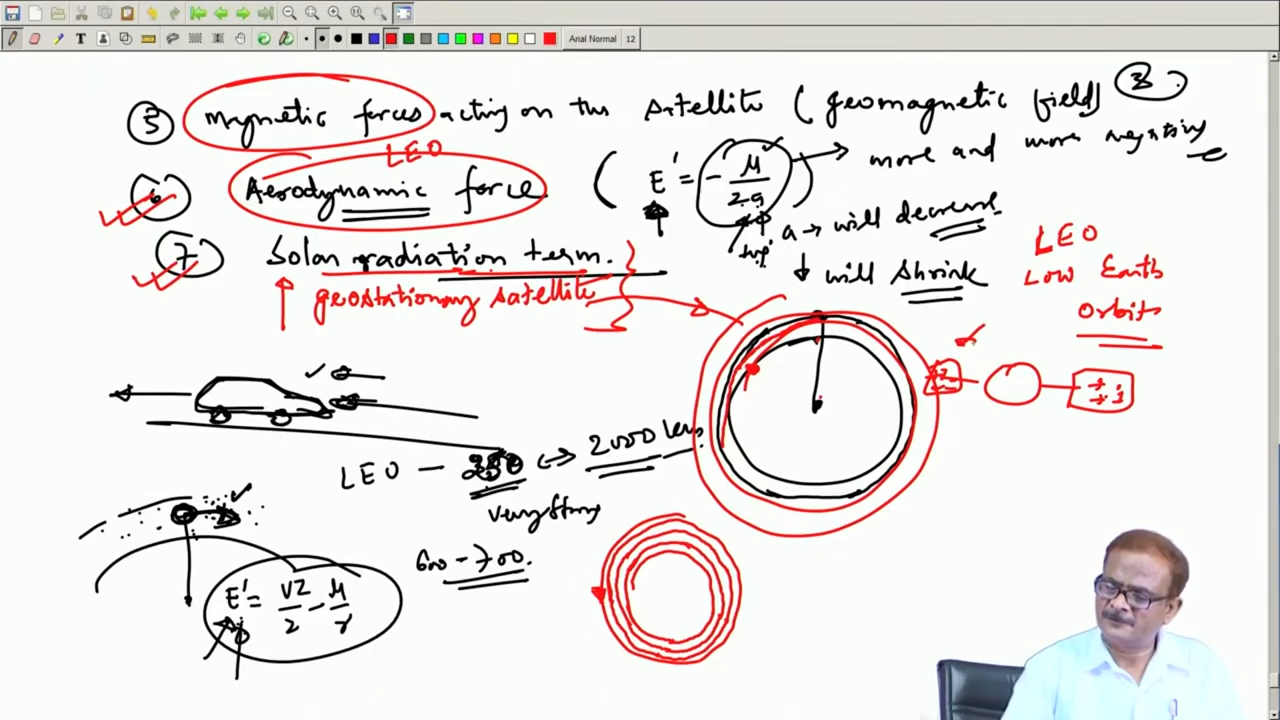 Arial Normal 12
5 Magnetic forces acting on the satellite (geomagnetic field) 8
LEO
6 Aerodynamic force (E' = - μ/2a) → more and more negative
a → will decrease
↓ will shrink
7 Solar radiation term.
↑ geostationary satellite
LEO
Low Earth
Orbits
LEO - 250 ↔ 2000 km.
very strong
600 - 700.
E' = V2/2 - μ/r